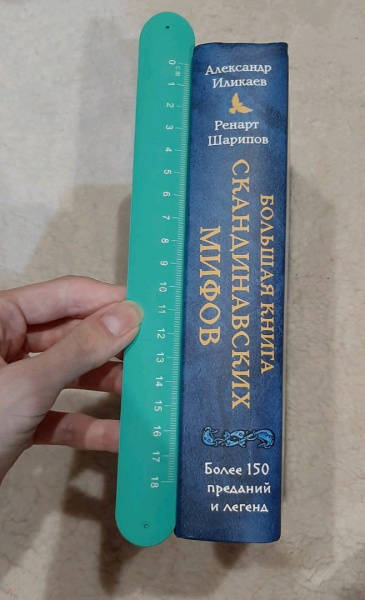 0 cm 1 2 3 4 5 6 7 8 9 10 11 12 13 14 15 16 17 18
Александр
Иликаев
Ренарт
Шарипов
БОЛЬШАЯ КНИГА
СКАНДИНАВСКИХ
МИФОВ
Более 150
преданий
и легенд